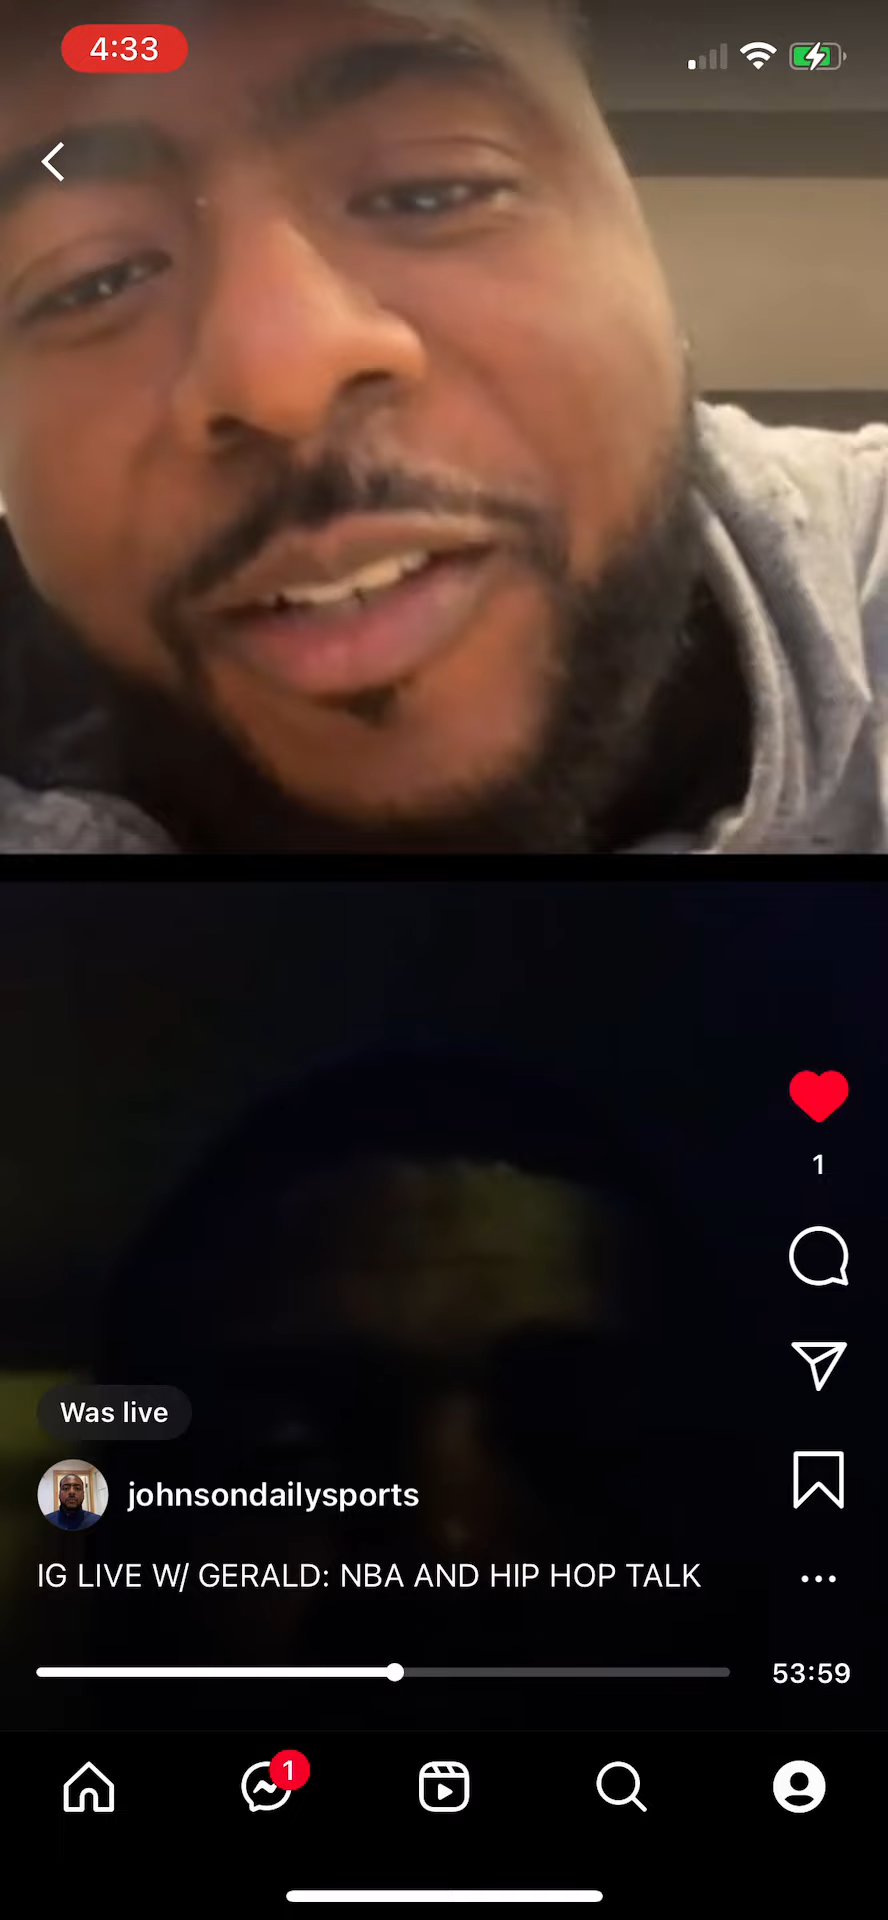 4:33
1
Was live
johnsondailysports
IG LIVE W/ GERALD: NBA AND HIP HOP TALK
53:59
1